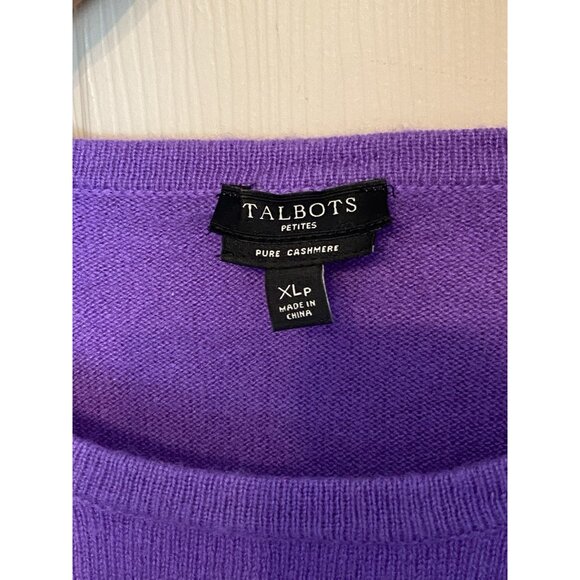 TALBOTS
PETITES
PURE CASHMERE
XLP
MADE IN
CHINA